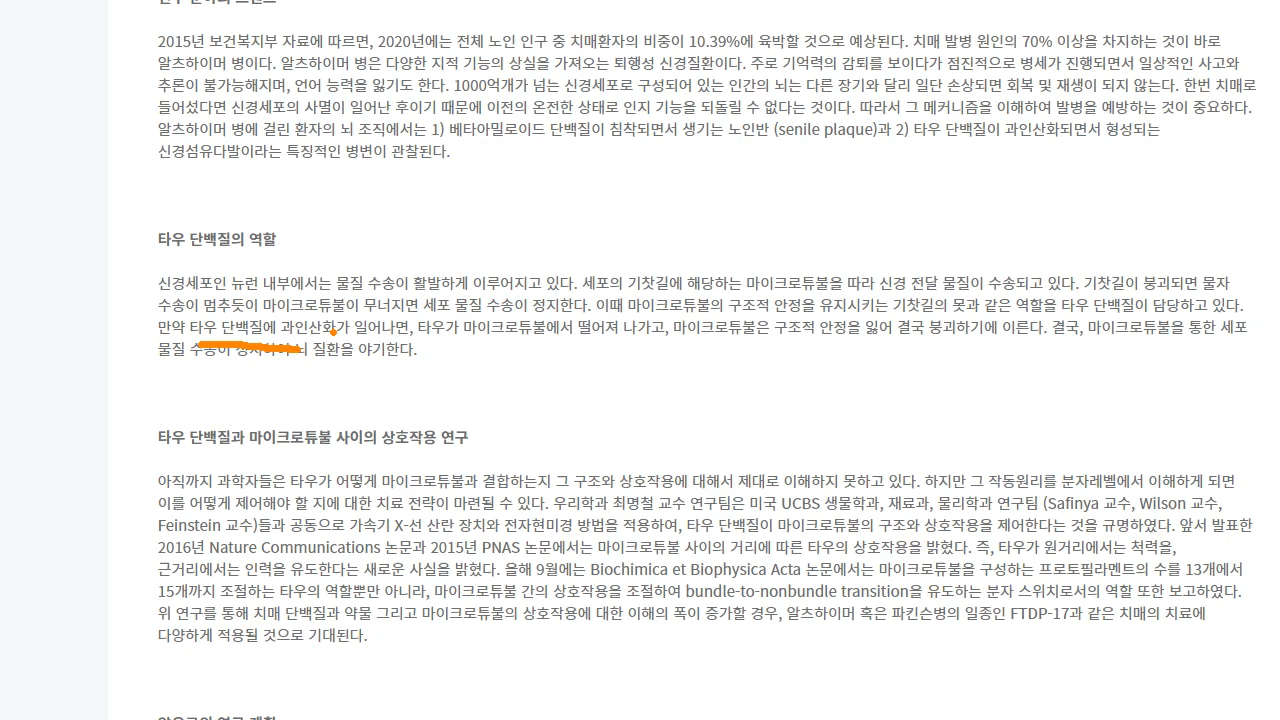 2015년 보건복지부 자료에 따르면, 2020년에는 전체 노인 인구 중 치매환자의 비중이 10.39%에 육박할 것으로 예상된다. 치매 발병 원인의 70% 이상을 차지하는 것이 바로
알츠하이머 병이다. 알츠하이머 병은 다양한 지적 기능의 상실을 가져오는 퇴행성 신경질환이다. 주로 기억력의 감퇴를 보이다가 점진적으로 병세가 진행되면서 일상적인 사고와
추론이 불가능해지며, 언어 능력을 잃기도 한다. 1000억개가 넘는 신경세포로 구성되어 있는 인간의 뇌는 다른 장기와 달리 일단 손상되면 회복 및 재생이 되지 않는다. 한번 치매로
들어섰다면 신경세포의 사멸이 일어난 후이기 때문에 이전의 온전한 상태로 인지 기능을 되돌릴 수 없다는 것이다. 따라서 그 메커니즘을 이해하여 발병을 예방하는 것이 중요하다.
알츠하이머 병에 걸린 환자의 뇌 조직에서는 1) 베타아밀로이드 단백질이 침착되면서 생기는 노인반 (senile plaque)과 2) 타우 단백질이 과인산화되면서 형성되는
신경섬유다발이라는 특징적인 병변이 관찰된다.
타우 단백질의 역할
신경세포인 뉴런 내부에서는 물질 수송이 활발하게 이루어지고 있다. 세포의 기찻길에 해당하는 마이크로튜불을 따라 신경 전달 물질이 수송되고 있다. 기찻길이 붕괴되면 물자
수송이 멈추듯이 마이크로튜불이 무너지면 세포 물질 수송이 정지한다. 이때 마이크로튜불의 구조적 안정을 유지시키는 기찻길의 못과 같은 역할을 타우 단백질이 담당하고 있다.
만약 타우 단백질에 과인산화가 일어나면, 타우가 마이크로튜불에서 떨어져 나가고, 마이크로튜불은 구조적 안정을 잃어 결국 붕괴하기에 이른다. 결국, 마이크로튜불을 통한 세포
물질 수송이 뇌 질환을 야기한다.
타우 단백질과 마이크로튜불 사이의 상호작용 연구
아직까지 과학자들은 타우가 어떻게 마이크로튜불과 결합하는지 그 구조와 상호작용에 대해서 제대로 이해하지 못하고 있다. 하지만 그 작동원리를 분자레벨에서 이해하게 되면
이를 어떻게 제어해야 할 지에 대한 치료 전략이 마련될 수 있다. 우리학과 최명철 교수 연구팀은 미국 UCBS 생물학과, 재료과, 물리학과 연구팀 (Safinya 교수, Wilson 교수,
Feinstein 교수)들과 공동으로 가속기 X-선 산란 장치와 전자현미경 방법을 적용하여, 타우 단백질이 마이크로튜불의 구조와 상호작용을 제어한다는 것을 규명하였다. 앞서 발표한
2016년 Nature Communications 논문과 2015년 PNAS 논문에서는 마이크로튜불 사이의 거리에 따른 타우의 상호작용을 밝혔다. 즉, 타우가 원거리에서는 척력을,
근거리에서는 인력을 유도한다는 새로운 사실을 밝혔다. 올해 9월에는 Biochimica et Biophysica Acta 논문에서는 마이크로튜불을 구성하는 프로토필라멘트의 수를 13개에서
15개까지 조절하는 타우의 역할뿐만 아니라, 마이크로튜불 간의 상호작용을 조절하여 bundle-to-nonbundle transition을 유도하는 분자 스위치로서의 역할 또한 보고하였다.
위 연구를 통해 치매 단백질과 약물 그리고 마이크로튜불의 상호작용에 대한 이해의 폭이 증가할 경우, 알츠하이머 혹은 파킨슨병의 일종인 FTDP-17과 같은 치매의 치료에
다양하게 적용될 것으로 기대된다.